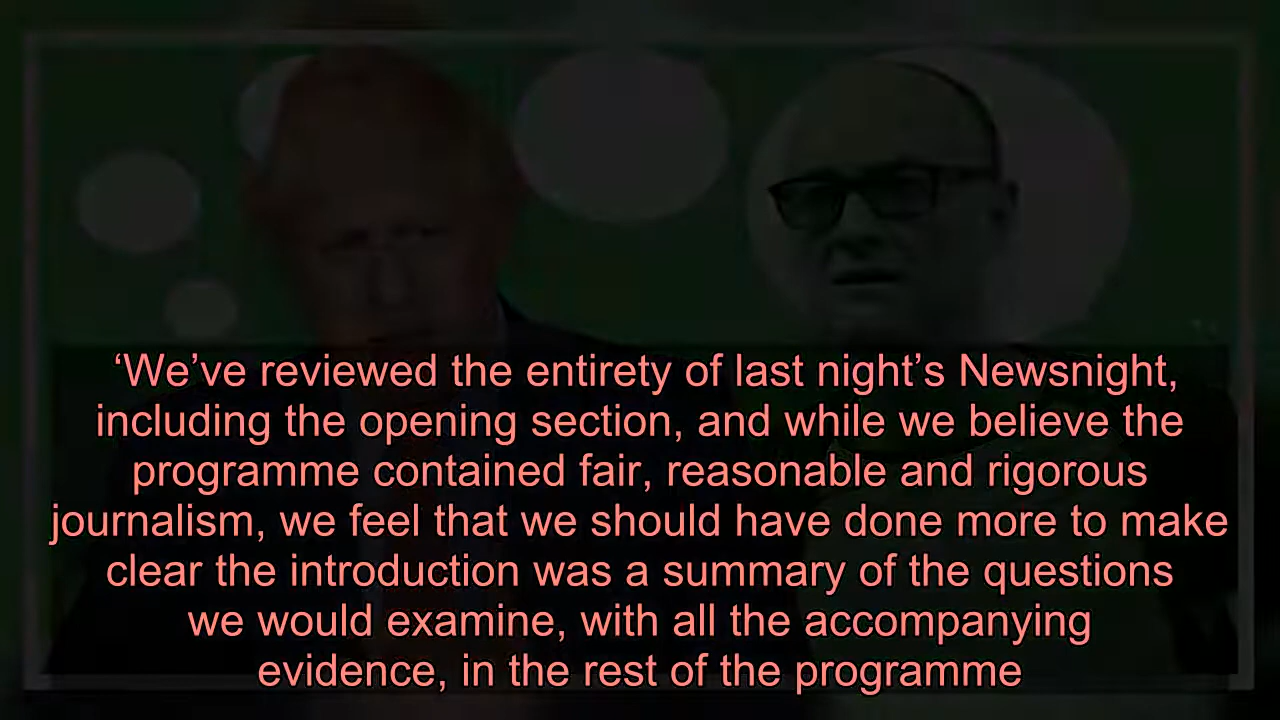 ‘We’ve reviewed the entirety of last night’s Newsnight,
including the opening section, and while we believe the
programme contained fair, reasonable and rigorous
journalism, we feel that we should have done more to make
clear the introduction was a summary of the questions
we would examine, with all the accompanying
evidence, in the rest of the programme